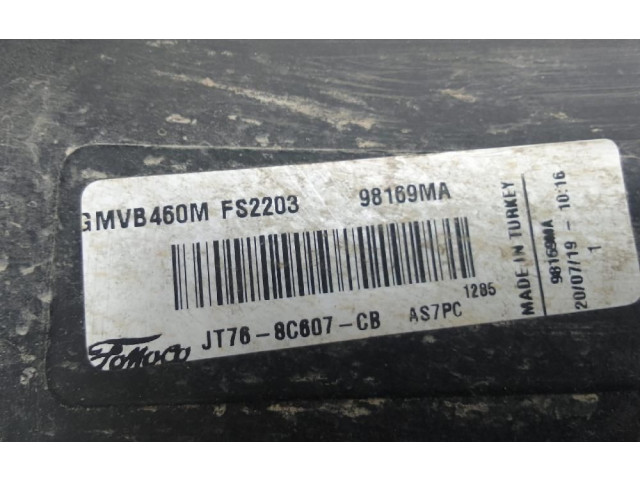 GMVB460M FS2203 98169MA
1285
JT76-8C607-CB AS7PC
FoMoCo
MADE IN TURKEY
98169MA
20/07/19 - 10:16
1